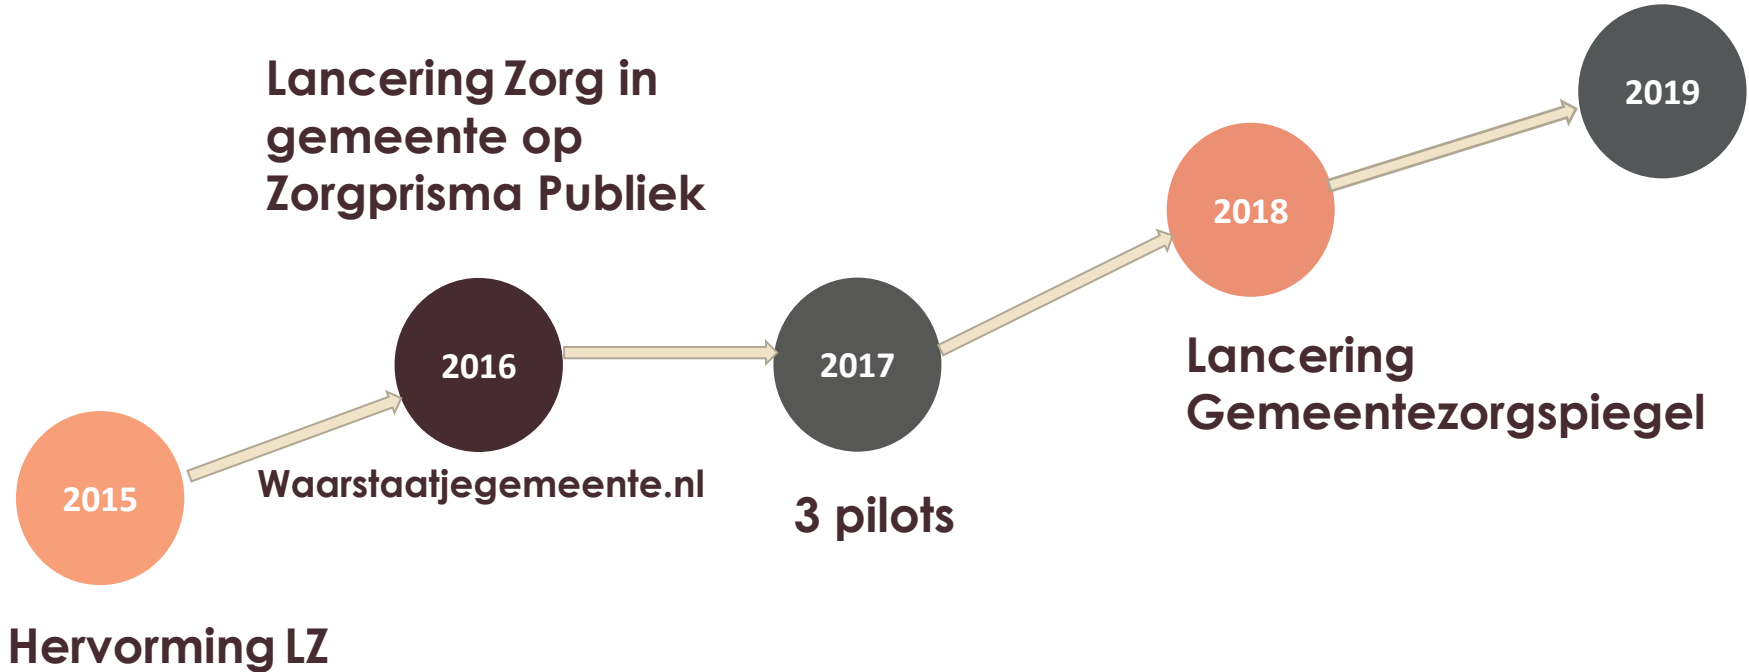 Lancering Zorg in
gemeente op
Zorgprisma Publiek
2019
2018
2016
2017
Lancering
Gemeentezorgspiegel
2015
Waarstaatjegemeente.nl
3 pilots
Hervorming LZ